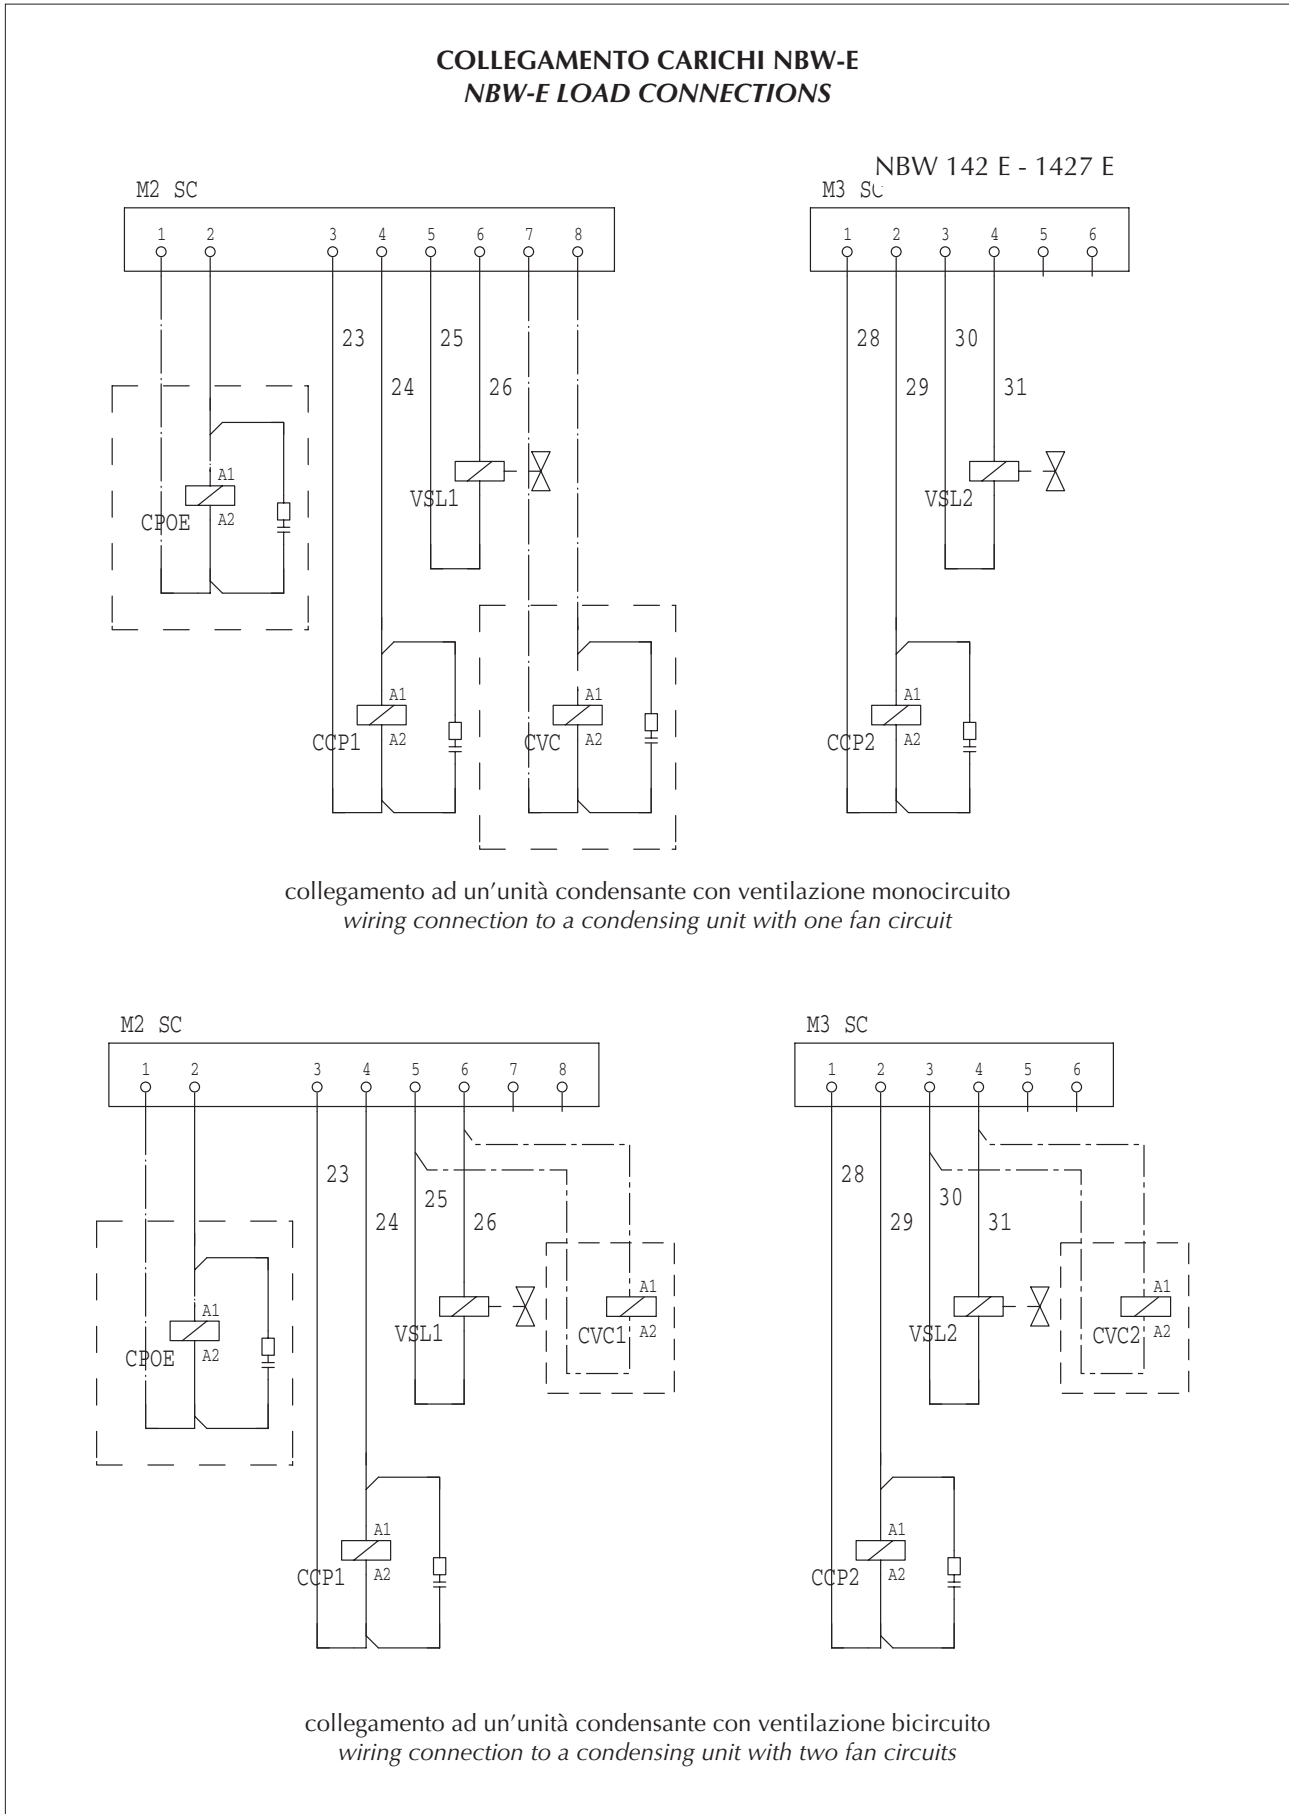 COLLEGAMENTO CARICHI NBW-E
NBW-E LOAD CONNECTIONS
NBW 142 E - 1427 E
M2 SC
M3 SC
1 2 3 4 5 6 7 8
1 2 3 4 5 6
23 25
28 30
24 26
29 31
A1
CPOE A2
VSL1
VSL2
A1
CCP1 A2
A1
CVC A2
A1
CCP2 A2
collegamento ad un'unità condensante con ventilazione monocircuito
wiring connection to a condensing unit with one fan circuit
M2 SC
M3 SC
1 2 3 4 5 6 7 8
1 2 3 4 5 6
23
25
24 26
28
30
29 31
A1
CPOE A2
VSL1
A1
CVC1 A2
VSL2
A1
CVC2 A2
A1
CCP1 A2
A1
CCP2 A2
collegamento ad un'unità condensante con ventilazione bicircuito
wiring connection to a condensing unit with two fan circuits